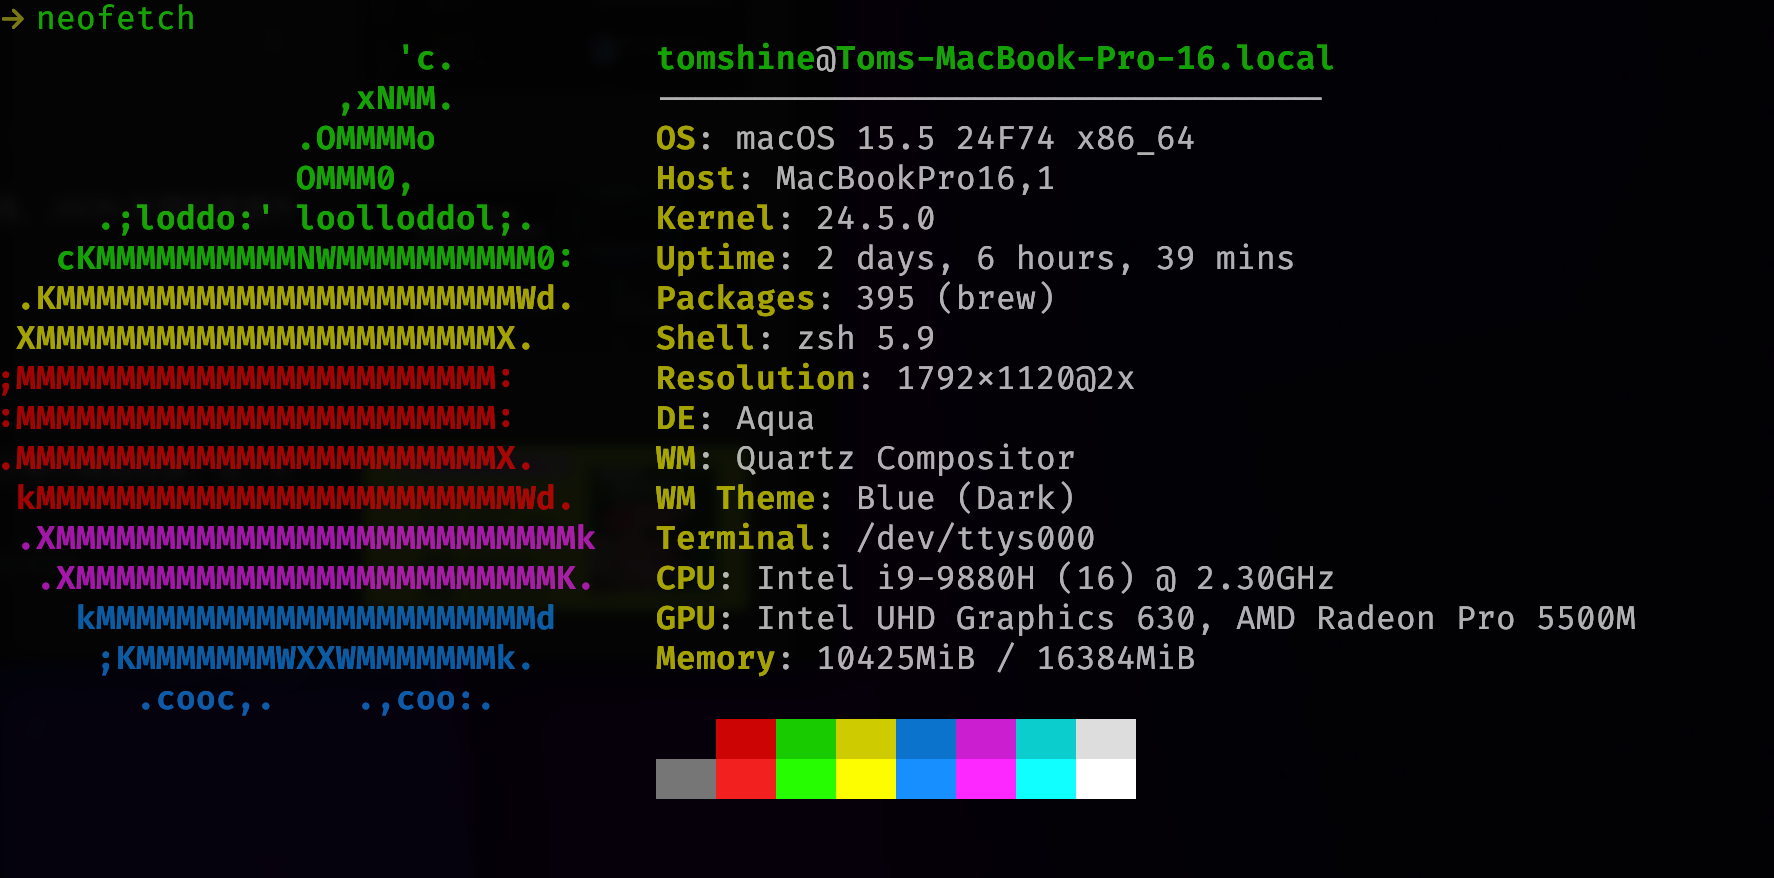 → neofetch
'c.
,xNMM.
.OMMMMo
OMMM0,
.;loddo:' loolloddol;.
cKMMMMMMMMMMNWMMMMMMMMMM0:
.KMMMMMMMMMMMMMMMMMMMMMMMWd.
XMMMMMMMMMMMMMMMMMMMMMMMX.
;MMMMMMMMMMMMMMMMMMMMMMMM:
:MMMMMMMMMMMMMMMMMMMMMMMM:
.MMMMMMMMMMMMMMMMMMMMMMMMX.
kMMMMMMMMMMMMMMMMMMMMMMMMWd.
.XMMMMMMMMMMMMMMMMMMMMMMMMMMk
.XMMMMMMMMMMMMMMMMMMMMMMMMK.
kMMMMMMMMMMMMMMMMMMMMMMd
;KMMMMMMMWXXWMMMMMMMk.
.cooc,. .,coo:.
tomshine@Toms-MacBook-Pro-16.local
---------------------------------
OS: macOS 15.5 24F74 x86_64
Host: MacBookPro16,1
Kernel: 24.5.0
Uptime: 2 days, 6 hours, 39 mins
Packages: 395 (brew)
Shell: zsh 5.9
Resolution: 1792×1120@2x
DE: Aqua
WM: Quartz Compositor
WM Theme: Blue (Dark)
Terminal: /dev/ttys000
CPU: Intel i9-9880H (16) @ 2.30GHz
GPU: Intel UHD Graphics 630, AMD Radeon Pro 5500M
Memory: 10425MiB / 16384MiB